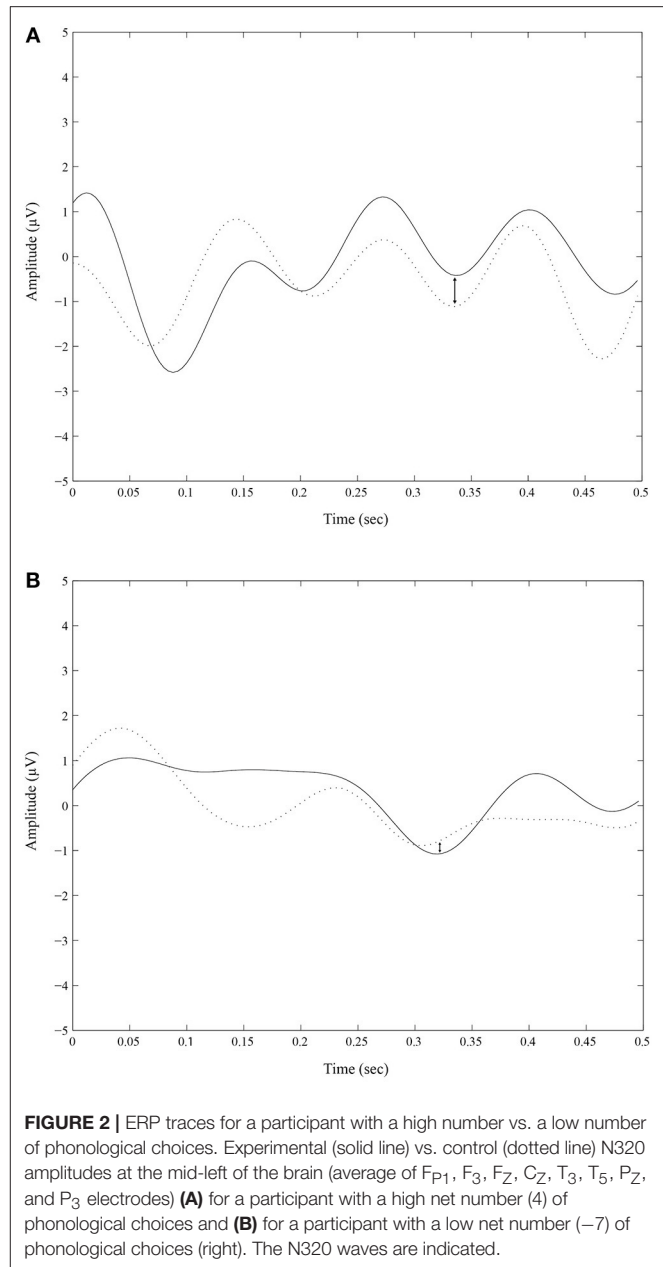 A
5
4
3
2
1
0
−1
−2
−3
−4
−5
Amplitude (µV)
0 0.05 0.1 0.15 0.2 0.25 0.3 0.35 0.4 0.45 0.5
Time (sec)
B
5
4
3
2
1
0
−1
−2
−3
−4
−5
Amplitude (µV)
0 0.05 0.1 0.15 0.2 0.25 0.3 0.35 0.4 0.45 0.5
Time (sec)
FIGURE 2 | ERP traces for a participant with a high number vs. a low number
of phonological choices. Experimental (solid line) vs. control (dotted line) N320
amplitudes at the mid-left of the brain (average of FP1, F3, FZ, CZ, T3, T5, PZ,
and P3 electrodes) (A) for a participant with a high net number (4) of
phonological choices and (B) for a participant with a low net number (−7) of
phonological choices (right). The N320 waves are indicated.